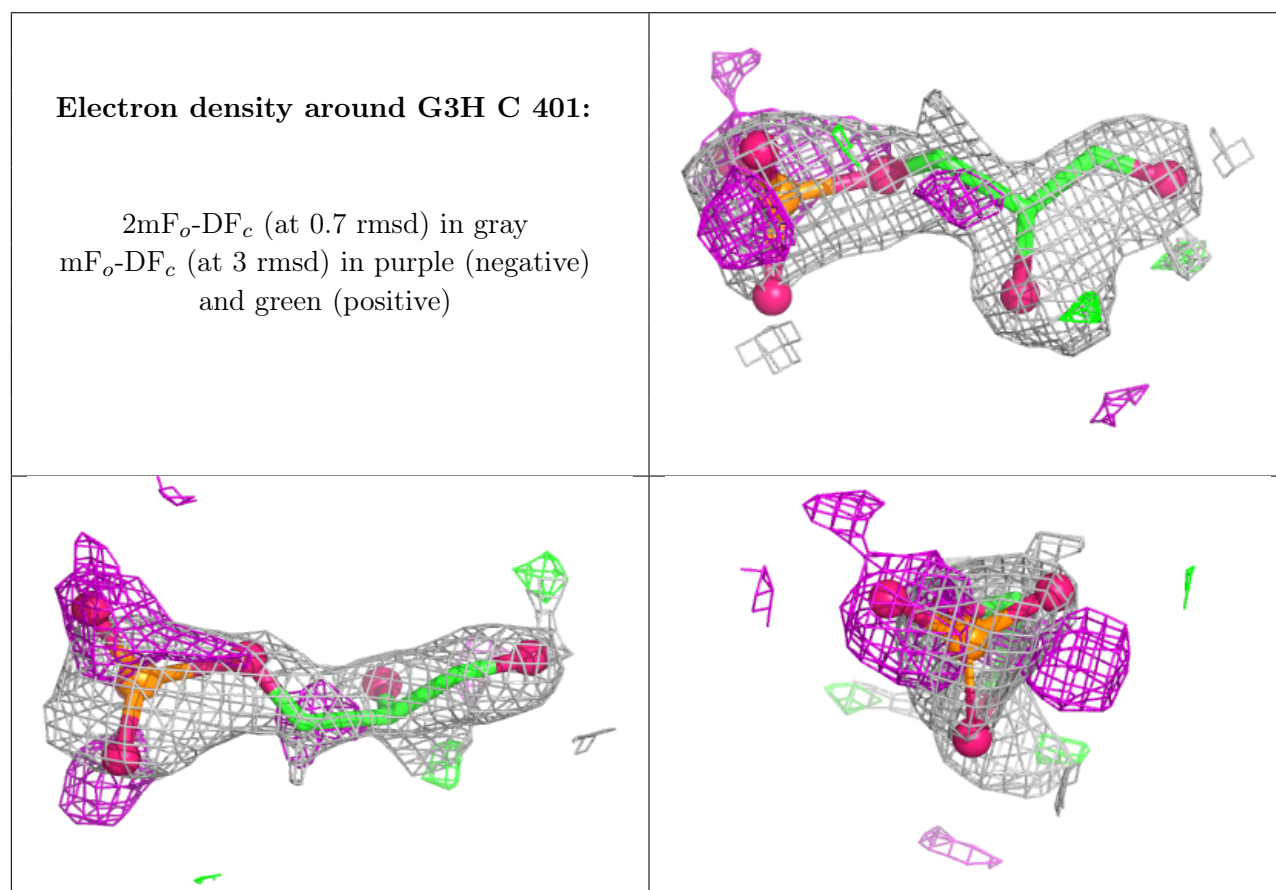 Electron density around G3H C 401:
2mFo-DFc (at 0.7 rmsd) in gray
mFo-DFc (at 3 rmsd) in purple (negative)
and green (positive)